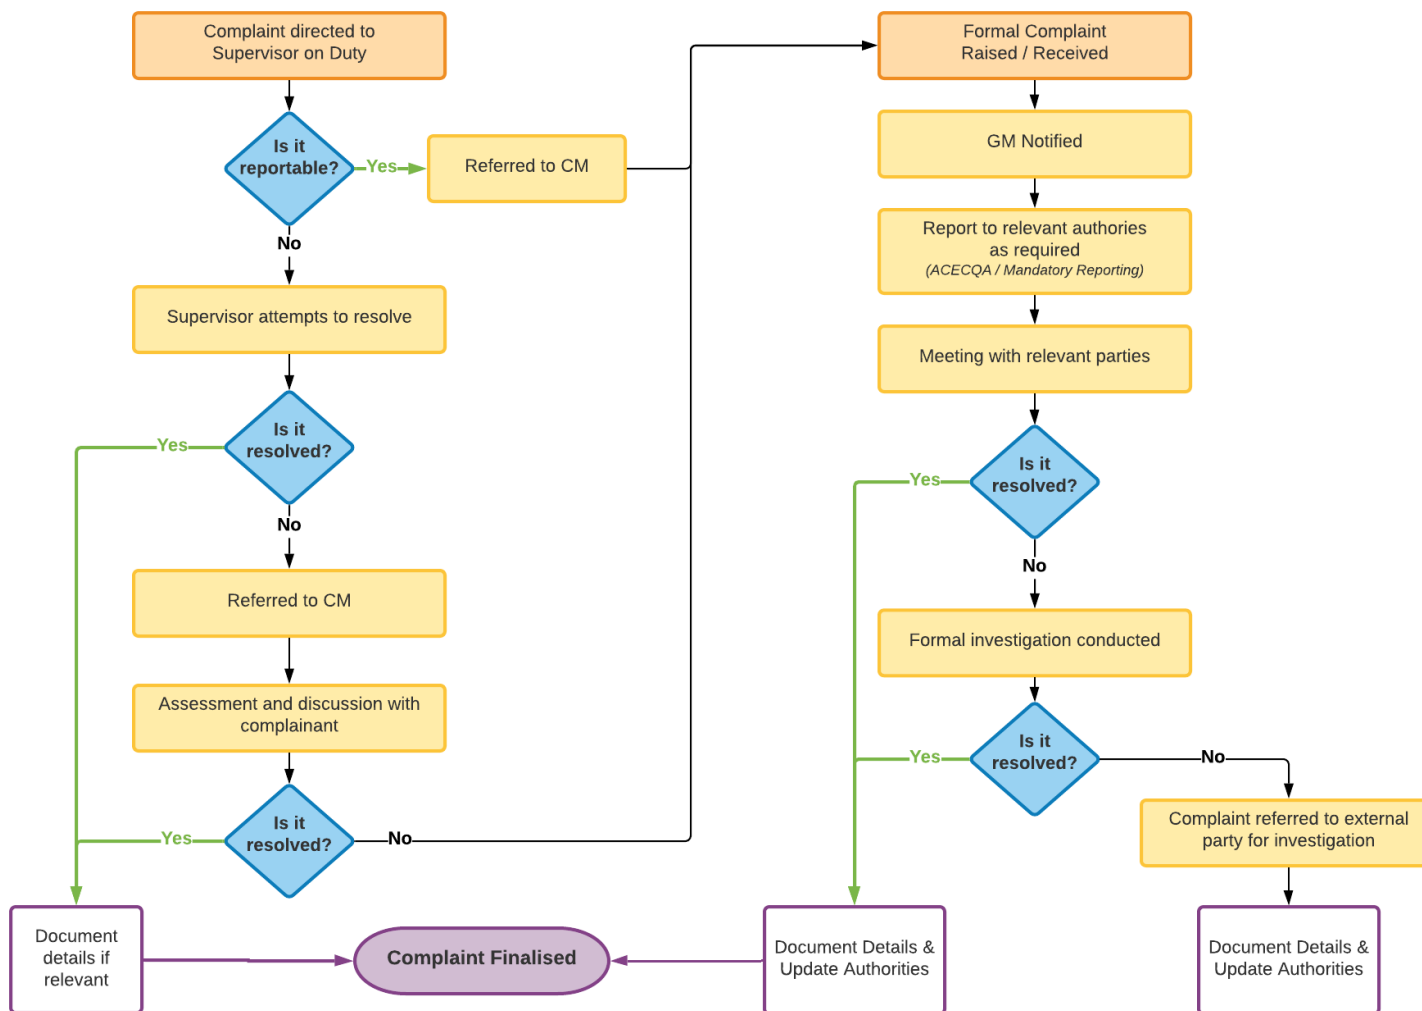 Complaint directed to
Supervisor on Duty
Is it
reportable?
Yes
Referred to CM
No
Supervisor attempts to resolve
Is it
resolved?
Yes
No
Referred to CM
Assessment and discussion with
complainant
Is it
resolved?
Yes
No
Document
details if
relevant
Complaint Finalised
Formal Complaint
Raised / Received
GM Notified
Report to relevant authories
as required
(ACECQA / Mandatory Reporting)
Meeting with relevant parties
Is it
resolved?
Yes
No
Formal investigation conducted
Is it
resolved?
Yes
No
Complaint referred to external
party for investigation
Document Details &
Update Authorities
Document Details &
Update Authorities